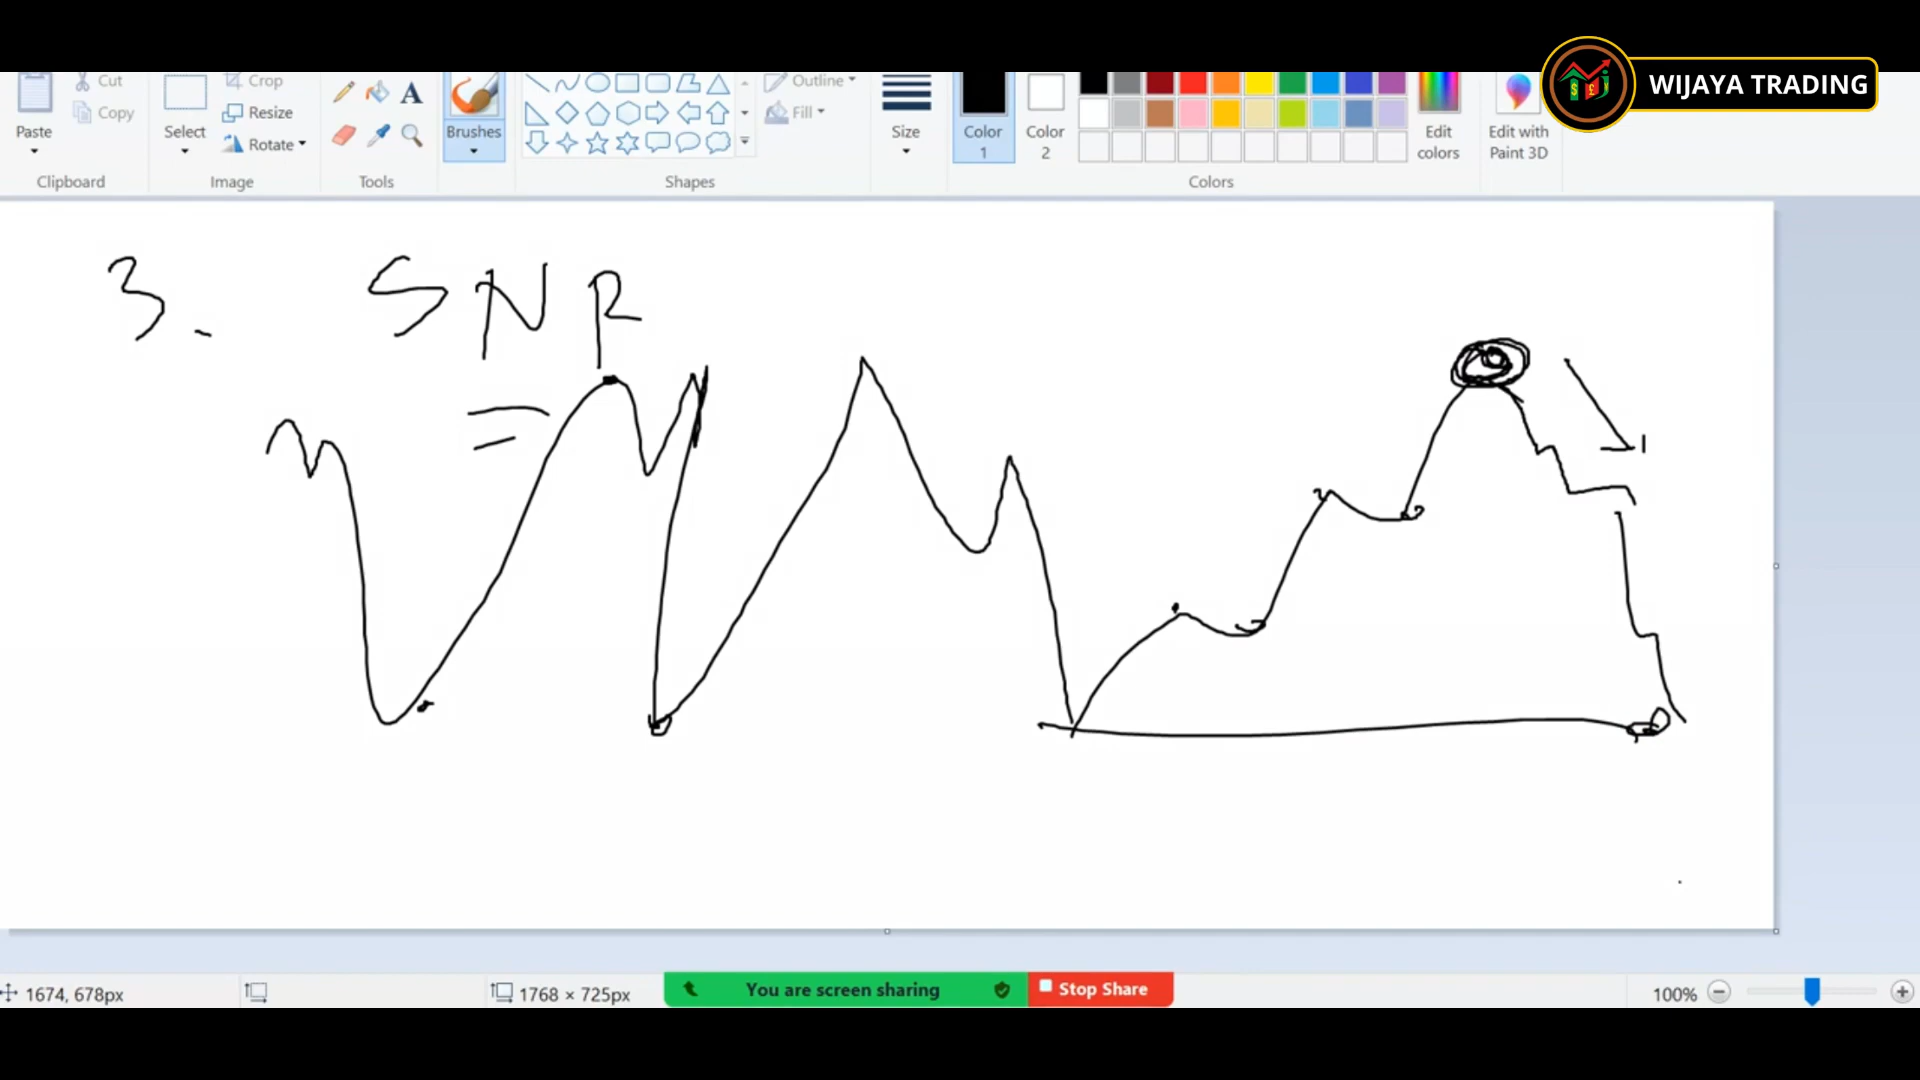 WIJAYA TRADING
Cut
Crop
Outline
Copy
Resize
Fill
Paste
Select
Rotate
Brushes
Size
Color 1
Color 2
Edit colors
Edit with Paint 3D
Clipboard
Image
Tools
Shapes
Colors
3. SNR
1674, 678px
1768 × 725px
You are screen sharing
Stop Share
100%